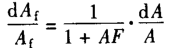 dA_f/A_f = 1/(1 + AF) · dA/A